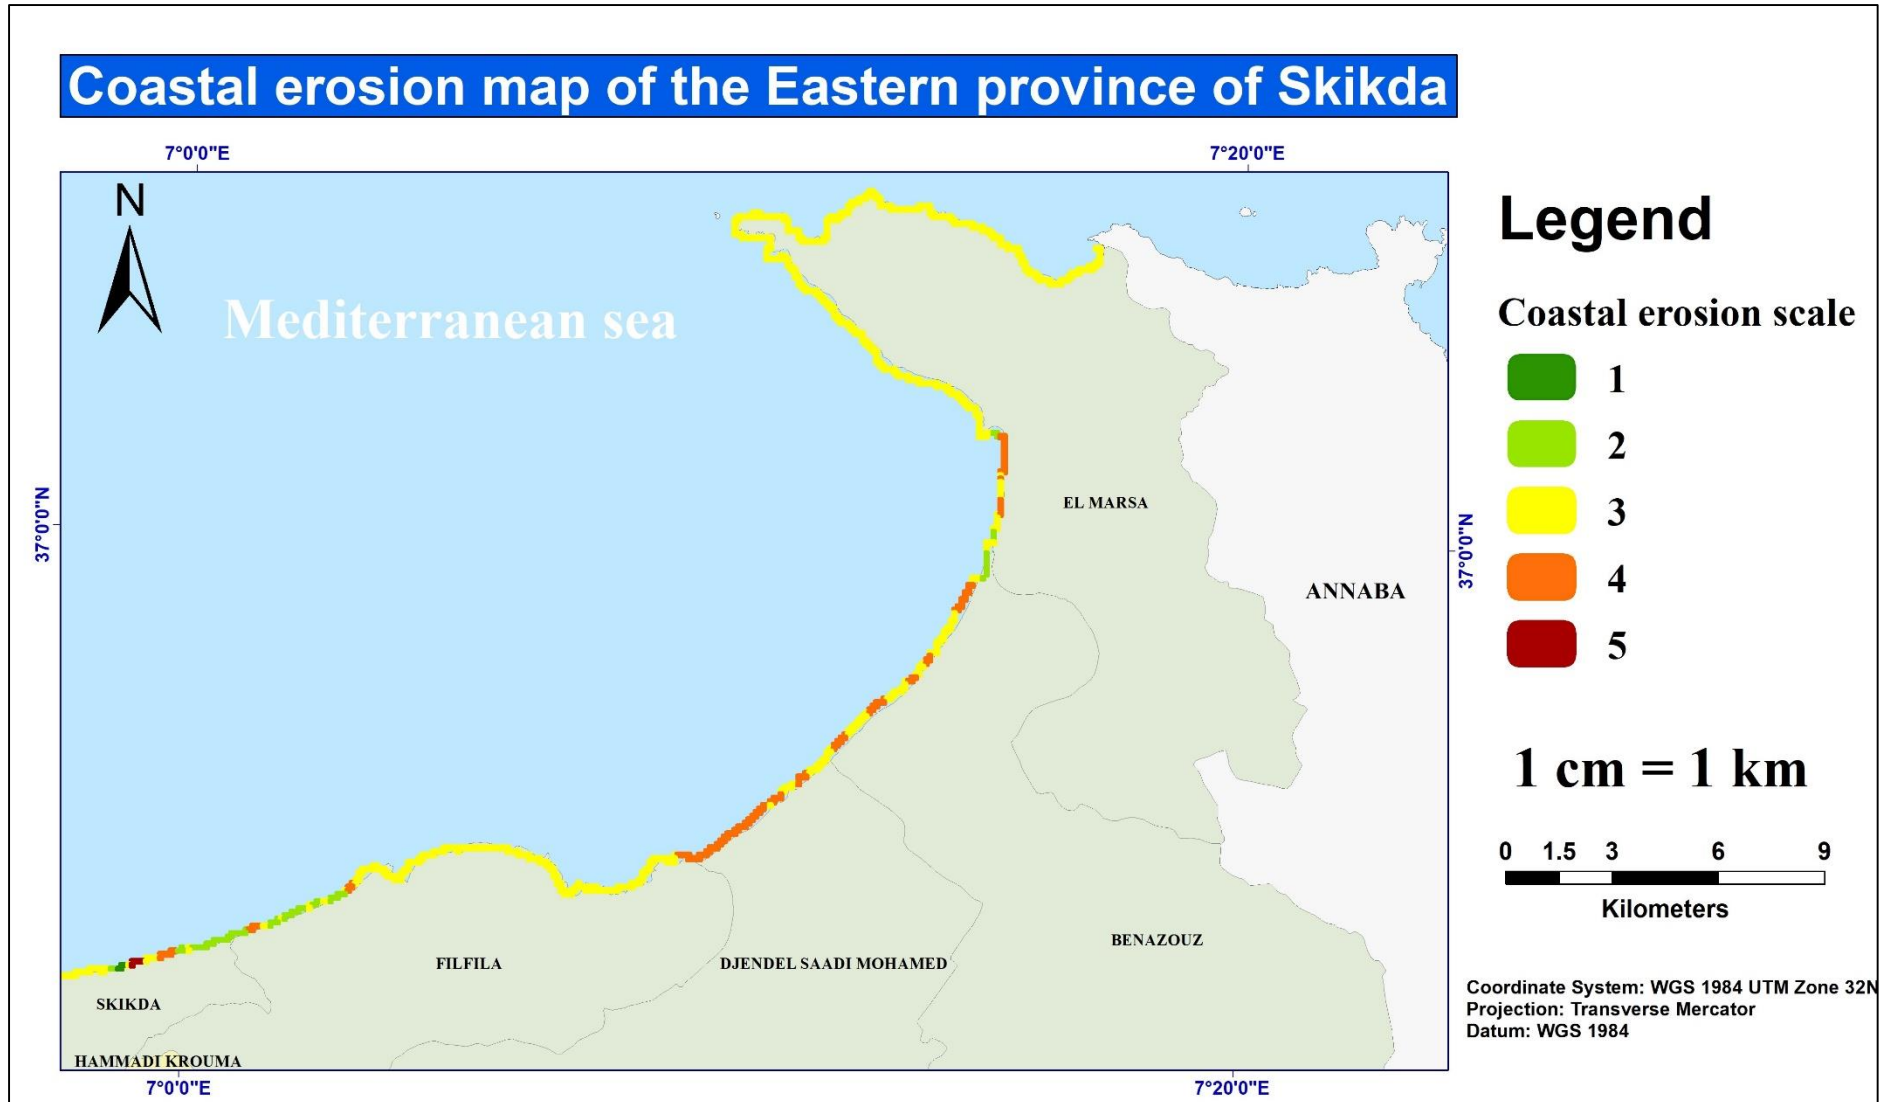 Coastal erosion map of the Eastern province of Skikda
7°0'0"E
7°20'0"E
N
Mediterranean sea
37°0'0"N
37°0'0"N
EL MARSA
ANNABA
BENAZOUZ
FILFILA
DJENDEL SAADI MOHAMED
SKIKDA
HAMMADI KROUMA
7°0'0"E
7°20'0"E
Legend
Coastal erosion scale
1
2
3
4
5
1 cm = 1 km
0 1.5 3 6 9
Kilometers
Coordinate System: WGS 1984 UTM Zone 32N
Projection: Transverse Mercator
Datum: WGS 1984